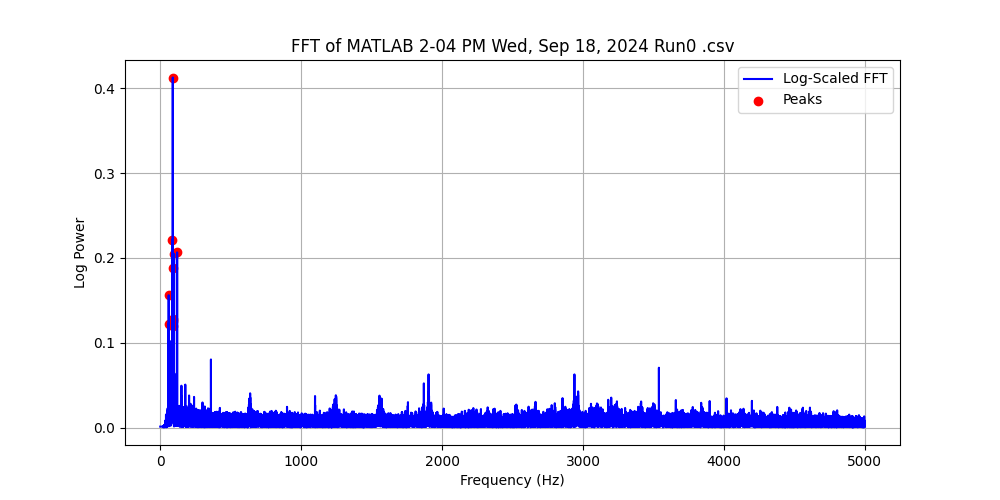 FFT of MATLAB 2-04 PM Wed, Sep 18, 2024 Run0 .csv
Log-Scaled FFT
Peaks
Log Power
0.4
0.3
0.2
0.1
0.0
0 1000 2000 3000 4000 5000
Frequency (Hz)